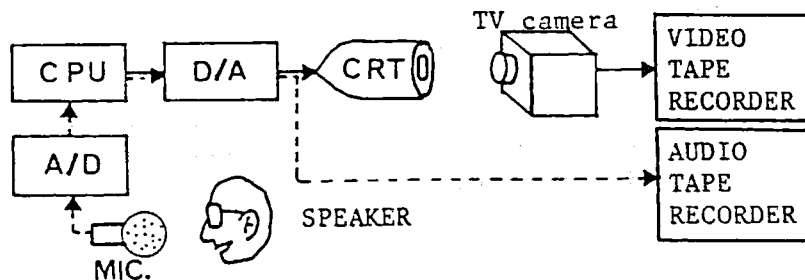 TV camera
CPU
D/A
CRT
VIDEO
TAPE
RECORDER
A/D
AUDIO
TAPE
RECORDER
SPEAKER
MIC.